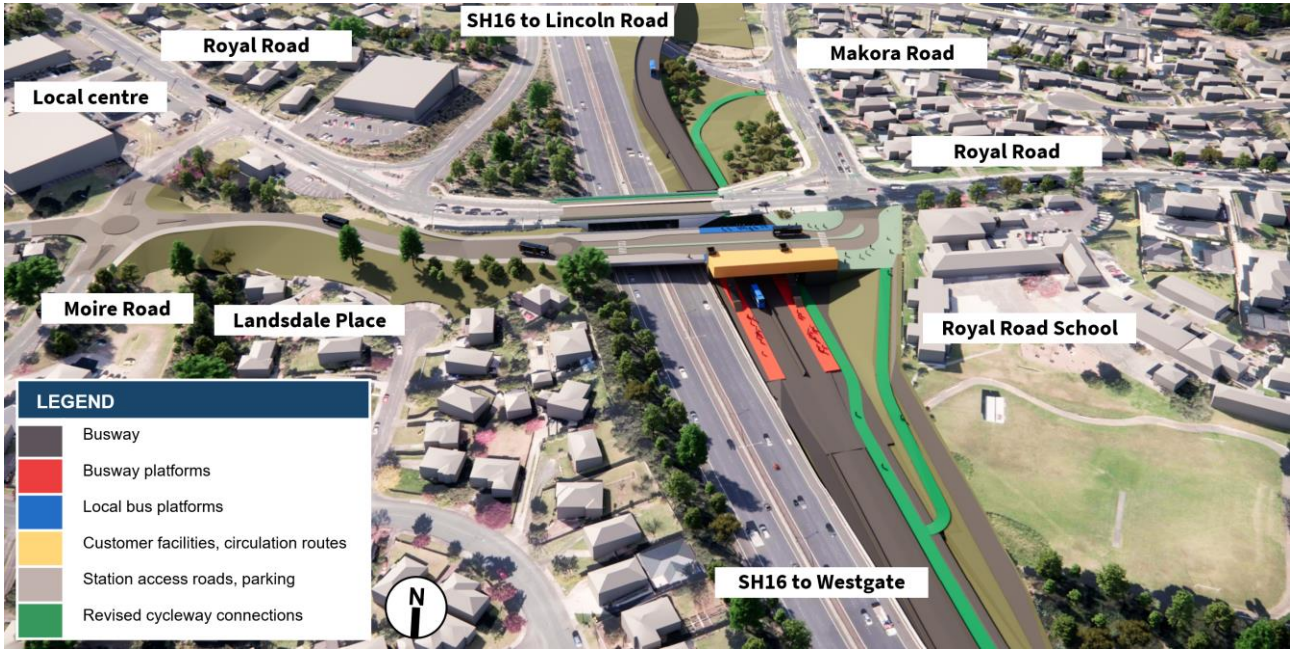 SH16 to Lincoln Road
Royal Road
Makora Road
Local centre
Royal Road
Moire Road
Landsdale Place
Royal Road School
LEGEND
Busway
Busway platforms
Local bus platforms
Customer facilities, circulation routes
Station access roads, parking
Revised cycleway connections
N
SH16 to Westgate